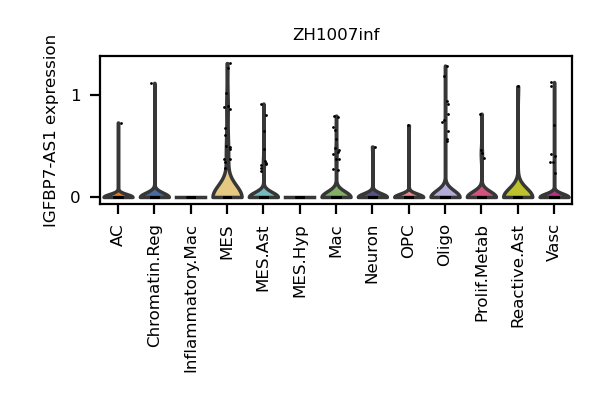 ZH1007inf
IGFBP7-AS1 expression
1
0
AC
Chromatin.Reg
Inflammatory.Mac
MES
MES.Ast
MES.Hyp
Mac
Neuron
OPC
Oligo
Prolif.Metab
Reactive.Ast
Vasc